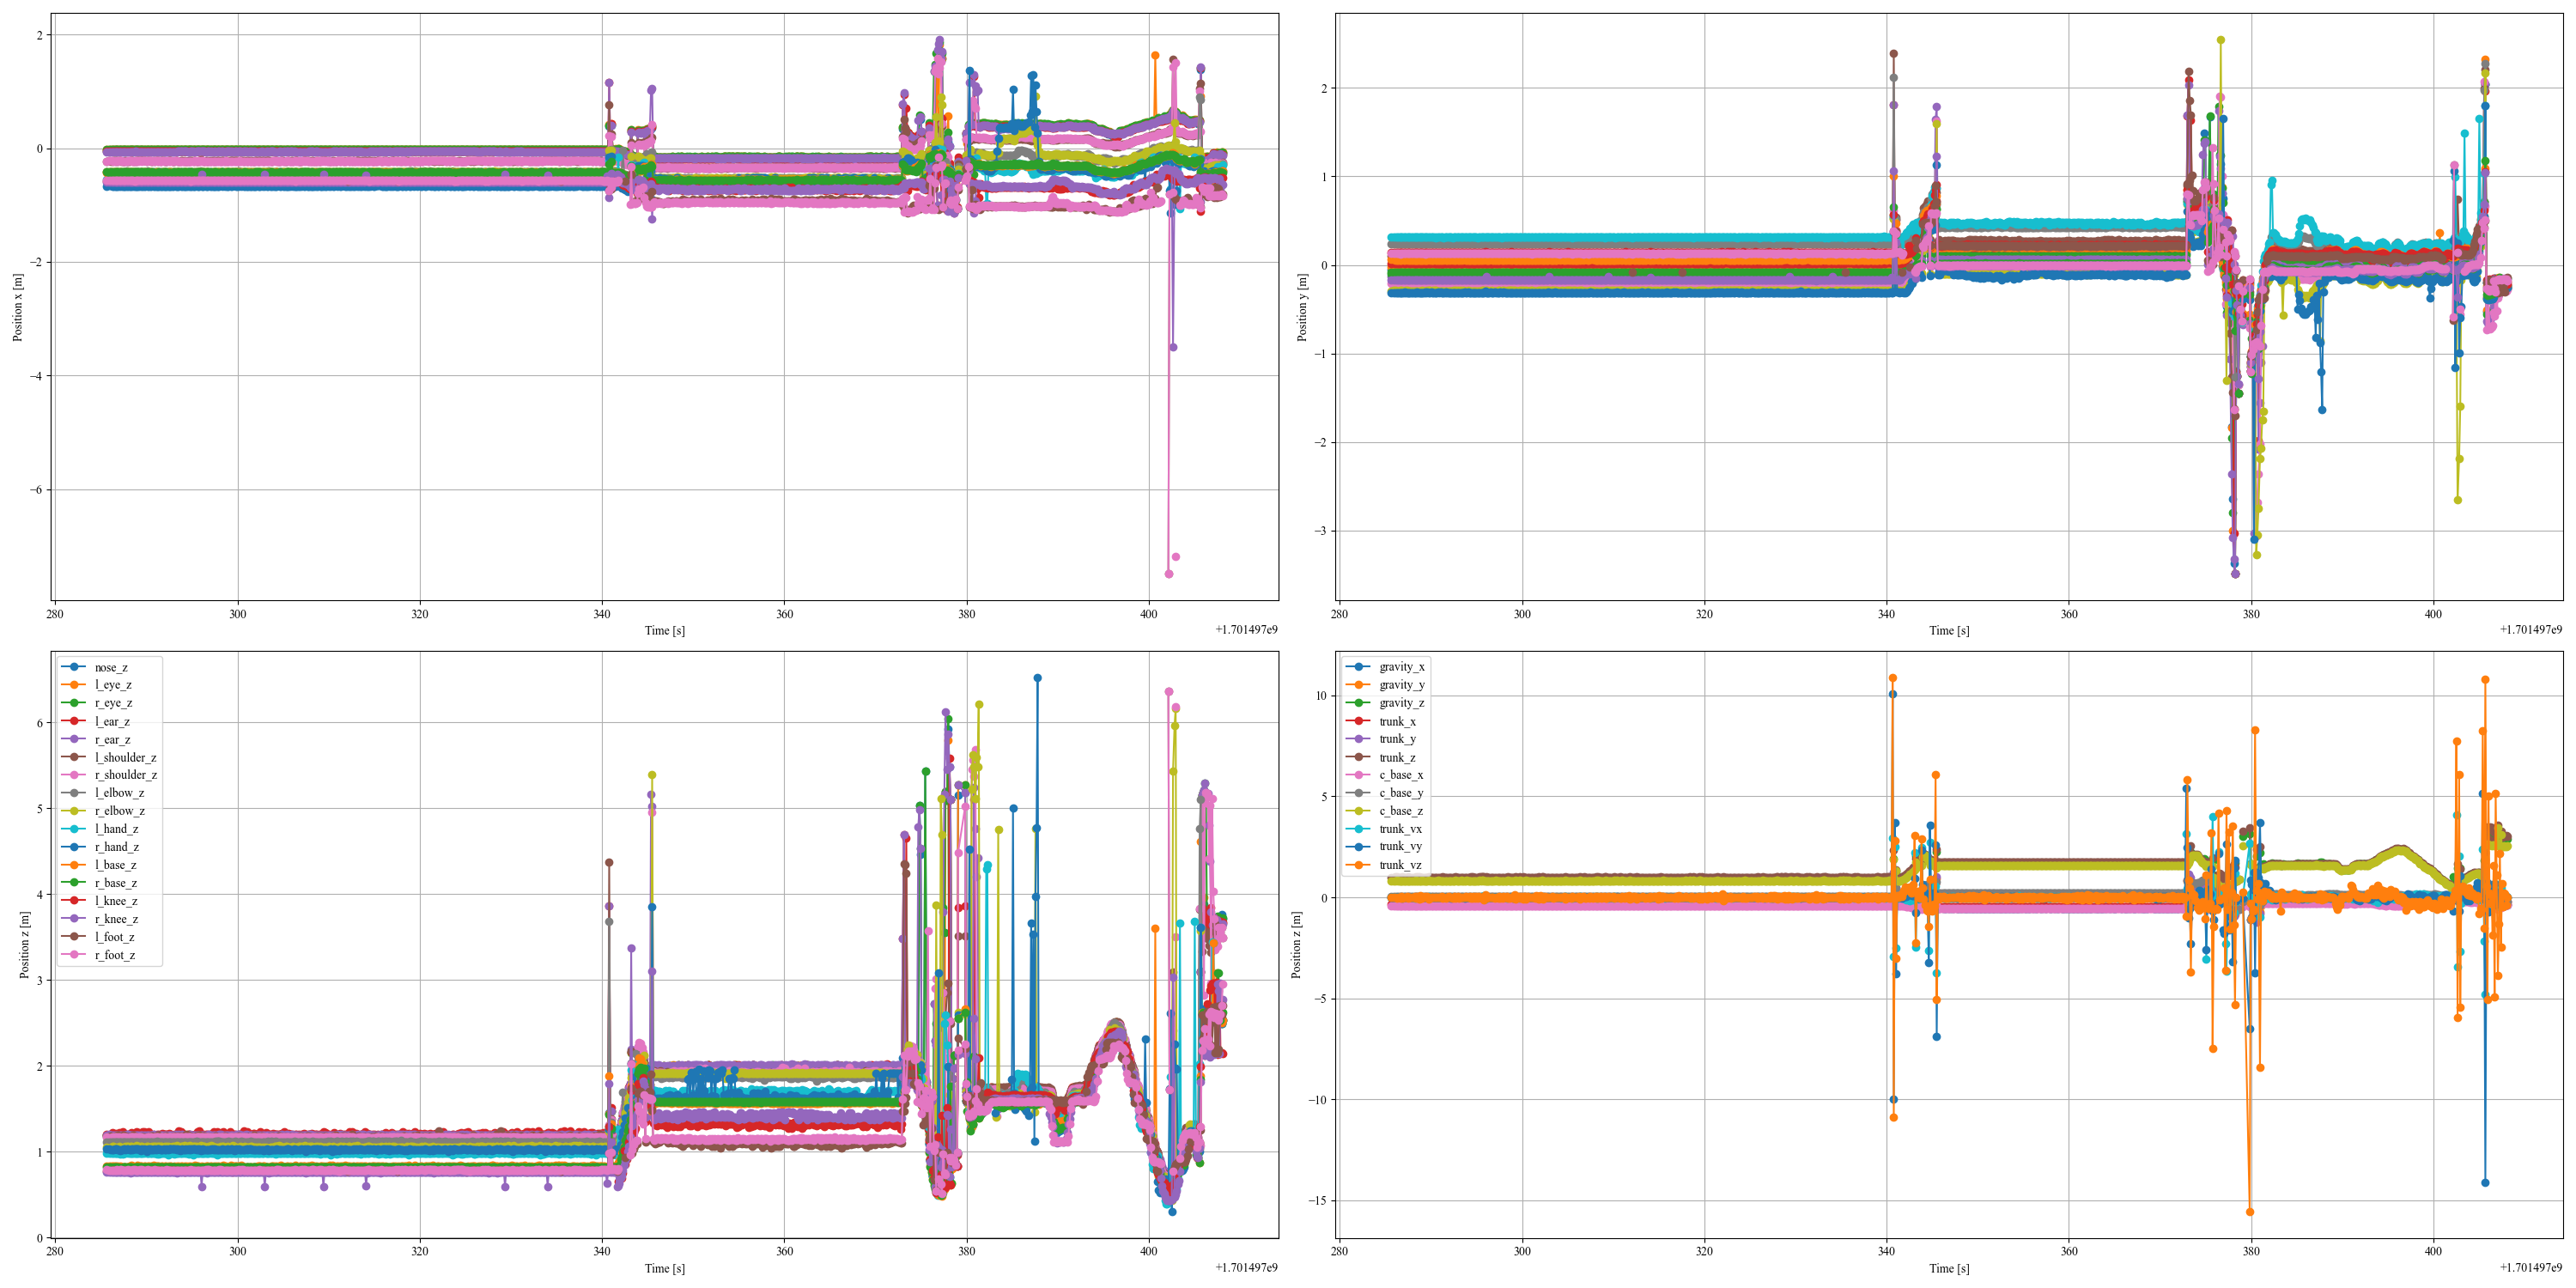 2
0
−2
−4
−6
Position x [m]
280 300 320 340 360 380 400
Time [s]
+1.701497e9
2
1
0
−1
−2
−3
Position y [m]
280 300 320 340 360 380 400
Time [s]
+1.701497e9
6
5
4
3
2
1
0
Position z [m]
nose_z
l_eye_z
r_eye_z
l_ear_z
r_ear_z
l_shoulder_z
r_shoulder_z
l_elbow_z
r_elbow_z
l_hand_z
r_hand_z
l_base_z
r_base_z
l_knee_z
r_knee_z
l_foot_z
r_foot_z
280 300 320 340 360 380 400
Time [s]
+1.701497e9
10
5
0
−5
−10
−15
Position z [m]
gravity_x
gravity_y
gravity_z
trunk_x
trunk_y
trunk_z
c_base_x
c_base_y
c_base_z
trunk_vx
trunk_vy
trunk_vz
280 300 320 340 360 380 400
Time [s]
+1.701497e9